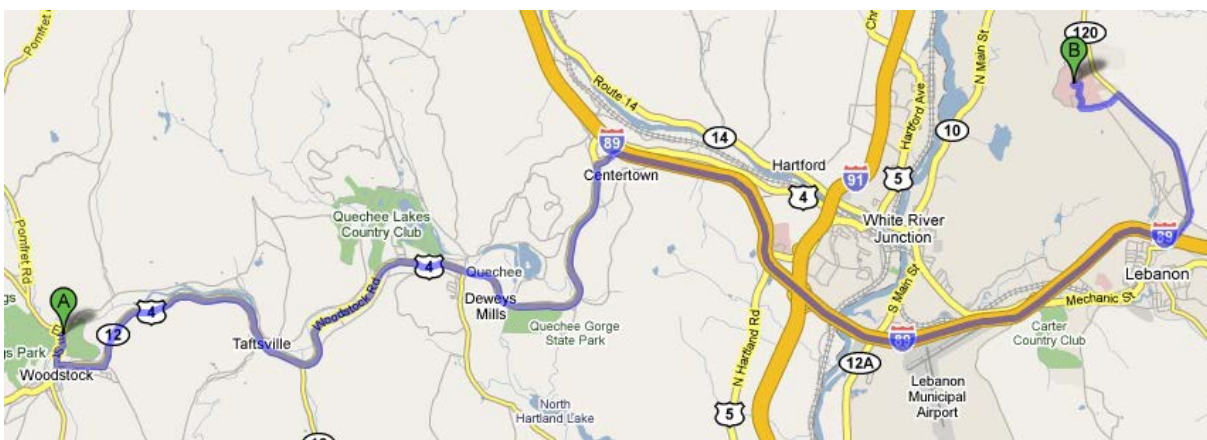 Pomfret
Route 14
120
B
N Main St
Hartford Ave
14
10
89
Centertown
Hartford
91
5
4
White River
Junction
89
Lebanon
Quechee Lakes
Country Club
Pomfret Rd
4
Quechee
Woodstock Rd
Deweys
Mills
A
4
12
Taftsville
Quechee Gorge
State Park
gs Park
Woodstock
S Main St
Mechanic St
Carter
Country Club
89
12A
N Hartland Rd
Lebanon
Municipal
Airport
North
Hartland Lake
5